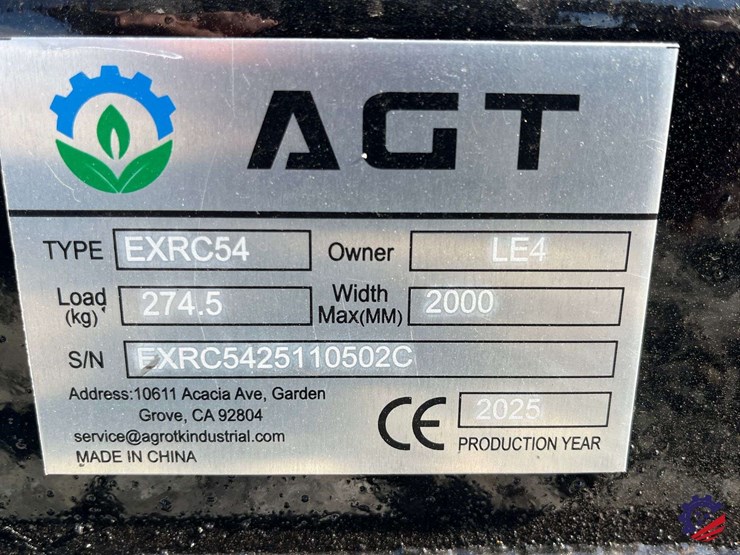 AGT
TYPE EXRC54 Owner LE4
Load (kg) 274.5 Width Max(MM) 2000
S/N EXRC5425110502C
Address:10611 Acacia Ave, Garden
Grove, CA 92804
service@agrotkindustrial.com
MADE IN CHINA
CE 2025
PRODUCTION YEAR